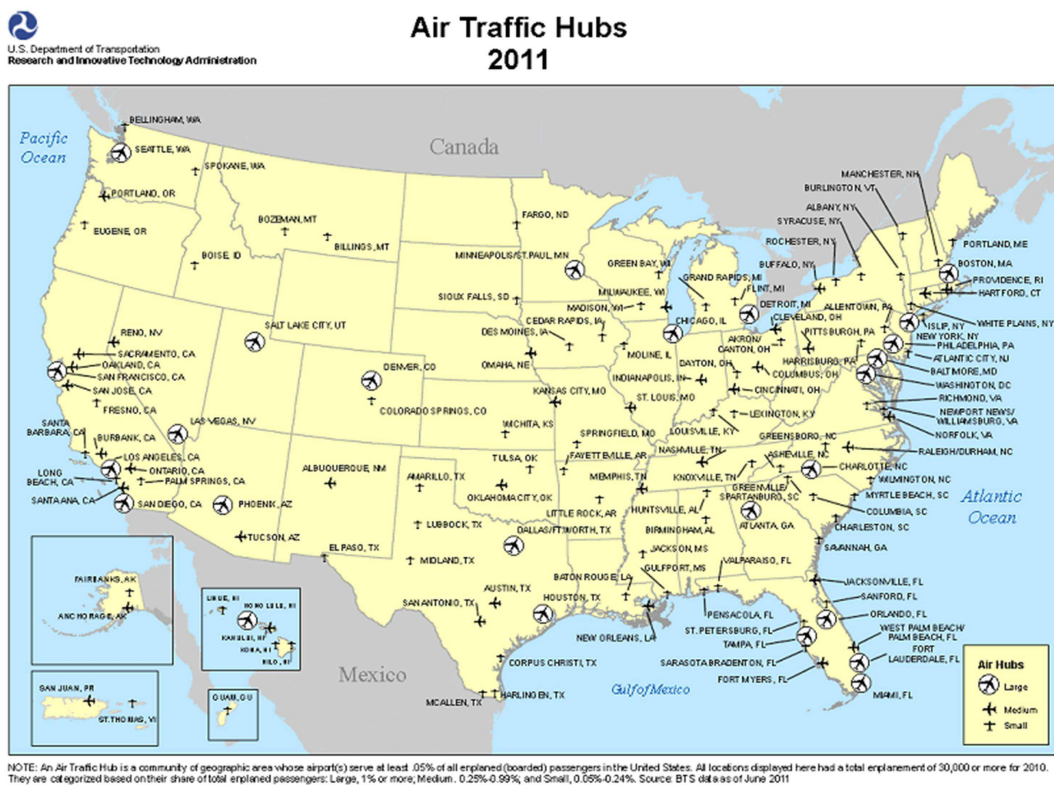 Air Traffic Hubs
2011
U.S. Department of Transportation
Research and Innovative Technology Administration
Pacific
Ocean
Canada
BELLINGHAM, WA
SEATTLE, WA
SPOKANE, WA
PORTLAND, OR
EUGENE, OR
BOZEMAN, MT
BILLINGS, MT
BOISE, ID
FARGO, ND
MINNEAPOLIS/ST.PAUL, MN
SIOUX FALLS, SD
GREEN BAY, WI
GRAND RAPIDS, MI
FLINT, MI
MILWAUKEE, WI
MADISON, WI
DETROIT, MI
CEDAR RAPIDS, IA
DES MOINES, IA
CHICAGO, IL
CLEVELAND, OH
MANCHESTER, NH
BURLINGTON, VT
ALBANY, NY
SYRACUSE, NY
ROCHESTER, NY
BUFFALO, NY
PORTLAND, ME
BOSTON, MA
PROVIDENCE, RI
HARTFORD, CT
ALLENTOWN, PA
WHITE PLAINS, NY
ISLIP, NY
NEW YORK, NY
PITTSBURGH, PA
PHILADELPHIA, PA
AKRON/
CANTON, OH
HARRISBURG, PA
ATLANTIC CITY, NJ
BALTIMORE, MD
WASHINGTON, DC
RENO, NV
SALT LAKE CITY, UT
SACRAMENTO, CA
OAKLAND, CA
SAN FRANCISCO, CA
SAN JOSE, CA
FRESNO, CA
DENVER, CO
COLORADO SPRINGS, CO
OMAHA, NE
MOLINE, IL
DAYTON, OH
COLUMBUS, OH
INDIANAPOLIS, IN
CINCINNATI, OH
KANSAS CITY, MO
ST. LOUIS, MO
LEXINGTON, KY
LOUISVILLE, KY
RICHMOND, VA
NEWPORT NEWS/
WILLIAMSBURG, VA
NORFOLK, VA
SANTA
BARBARA, CA
BURBANK, CA
LAS VEGAS, NV
LOS ANGELES, CA
ONTARIO, CA
LONG
BEACH, CA
PALM SPRINGS, CA
SANTA ANA, CA
SAN DIEGO, CA
PHOENIX, AZ
TUCSON, AZ
ALBUQUERQUE, NM
WICHITA, KS
SPRINGFIELD, MO
TULSA, OK
FAYETTEVILLE, AR
AMARILLO, TX
OKLAHOMA CITY, OK
MEMPHIS, TN
NASHVILLE, TN
KNOXVILLE, TN
GREENSBORO, NC
RALEIGH/DURHAM, NC
ASHEVILLE, NC
CHARLOTTE, NC
GREENVILLE/
SPARTANBURG, SC
WILMINGTON, NC
MYRTLE BEACH, SC
COLUMBIA, SC
CHARLESTON, SC
SAVANNAH, GA
LITTLE ROCK, AR
HUNTSVILLE, AL
BIRMINGHAM, AL
ATLANTA, GA
LUBBOCK, TX
DALLAS/FT.WORTH, TX
EL PASO, TX
MIDLAND, TX
JACKSON, MS
GULFPORT, MS
VALPARAISO, FL
BATON ROUGE, LA
AUSTIN, TX
HOUSTON, TX
SAN ANTONIO, TX
NEW ORLEANS, LA
CORPUS CHRISTI, TX
HARLINGEN, TX
MCALLEN, TX
JACKSONVILLE, FL
SANFORD, FL
ORLANDO, FL
PENSACOLA, FL
ST. PETERSBURG, FL
TAMPA, FL
SARASOTA BRADENTON, FL
FORT MYERS, FL
WEST PALM BEACH/
PALM BEACH, FL
FORT
LAUDERDALE, FL
MIAMI, FL
Atlantic
Ocean
Gulf of Mexico
Mexico
FAIRBANKS, AK
ANCHORAGE, AK
LIHUE, HI
HONOLULU, HI
KAHULUI, HI
KONA, HI
HILO, HI
SAN JUAN, PR
ST.THOMAS, VI
GUAM, GU
Air Hubs
Large
Medium
Small
NOTE: An Air Traffic Hub is a community of geographic area whose airport(s) serve at least .05% of all enplaned (boarded) passengers in the United States. All locations displayed here had a total enplanement of 30,000 or more for 2010.
They are categorized based on their share of total enplaned passengers: Large, 1% or more; Medium. 0.25%-0.99%; and Small, 0.05%-0.24%. Source: BTS data as of June 2011